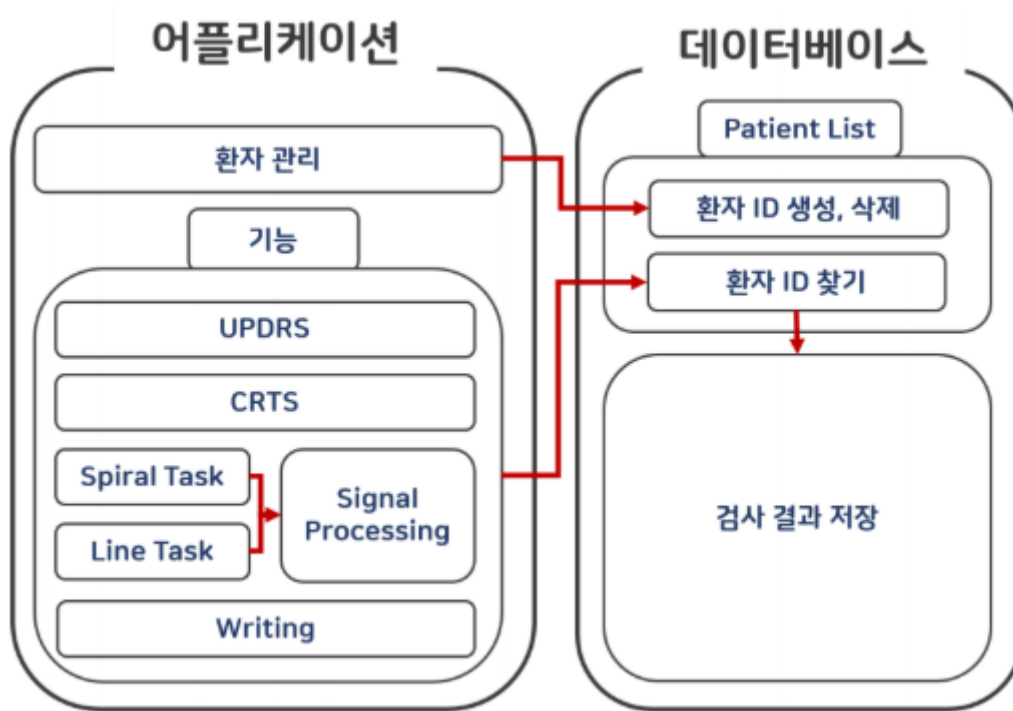 어플리케이션
환자 관리
기능
UPDRS
CRTS
Spiral Task
Line Task
Signal
Processing
Writing
데이터베이스
Patient List
환자 ID 생성, 삭제
환자 ID 찾기
검사 결과 저장